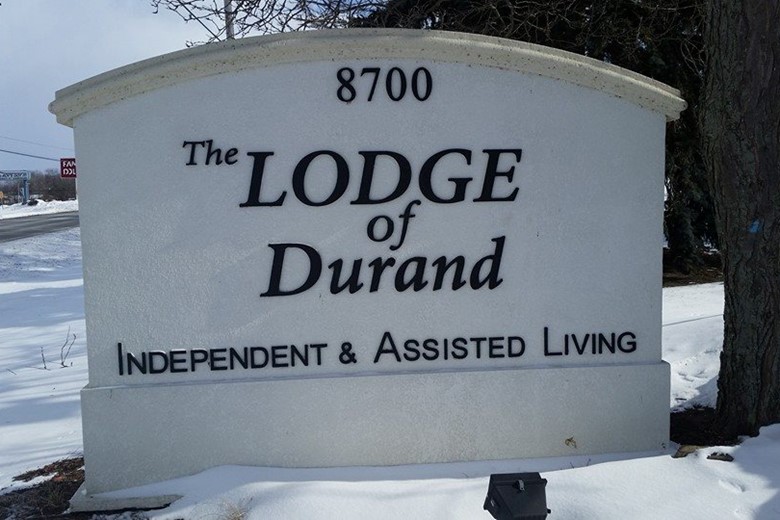 8700
The LODGE
of
Durand
INDEPENDENT & ASSISTED LIVING